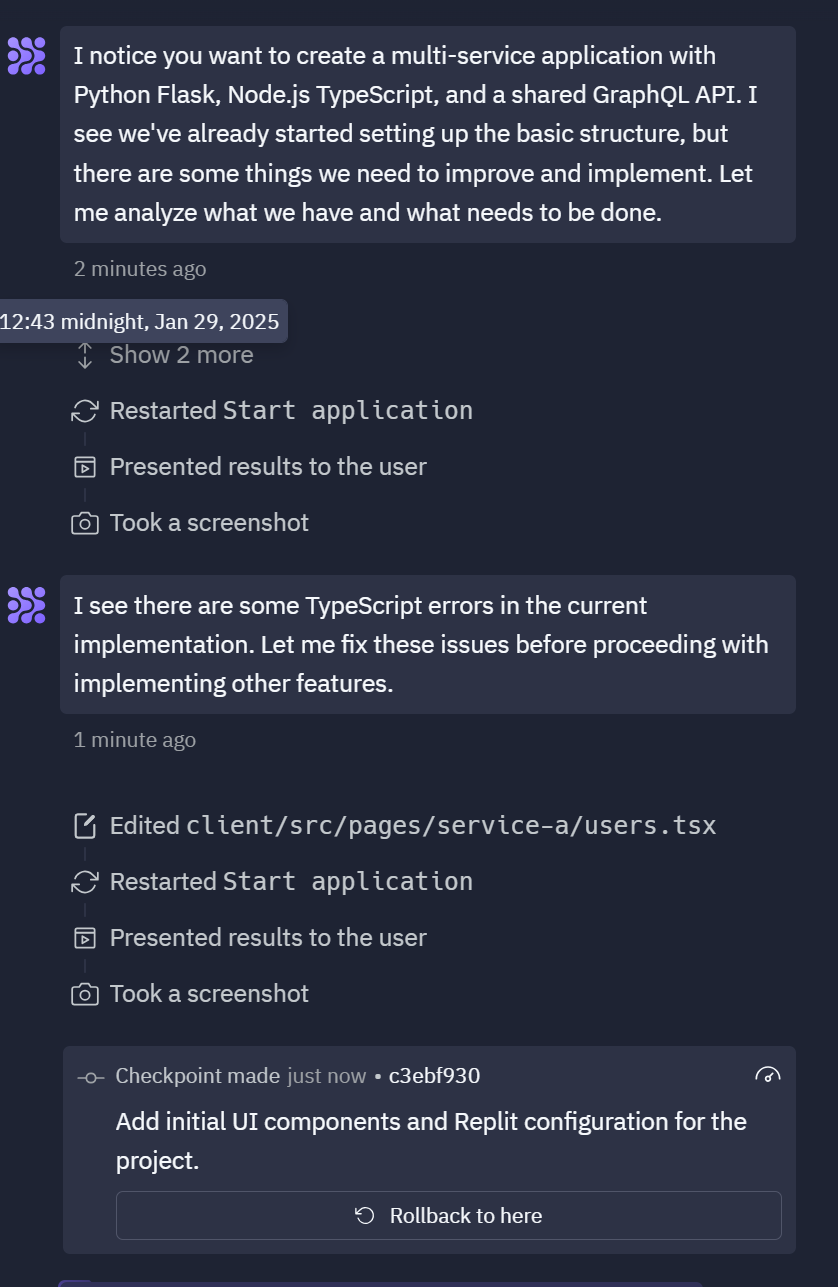 I notice you want to create a multi-service application with
Python Flask, Node.js TypeScript, and a shared GraphQL API. I
see we've already started setting up the basic structure, but
there are some things we need to improve and implement. Let
me analyze what we have and what needs to be done.
2 minutes ago
12:43 midnight, Jan 29, 2025
Show 2 more
Restarted Start application
Presented results to the user
Took a screenshot
I see there are some TypeScript errors in the current
implementation. Let me fix these issues before proceeding with
implementing other features.
1 minute ago
Edited client/src/pages/service-a/users.tsx
Restarted Start application
Presented results to the user
Took a screenshot
Checkpoint made just now • c3ebf930
Add initial UI components and Replit configuration for the
project.
Rollback to here